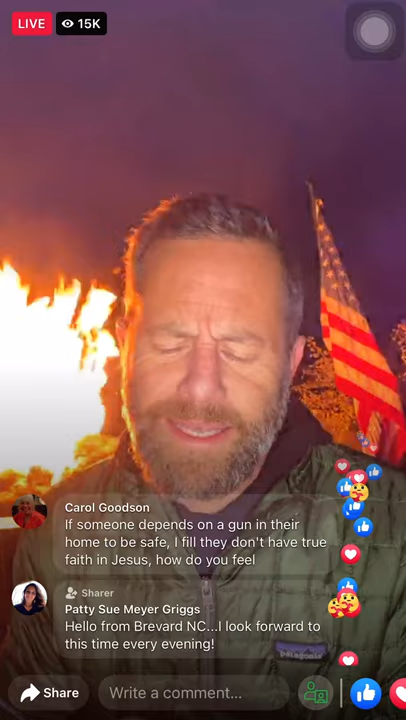 LIVE 15K
Carol Goodson
If someone depends on a gun in their
home to be safe, I fill they don't have true
faith in Jesus, how do you feel
Sharer
Patty Sue Meyer Griggs
Hello from Brevard NC...I look forward to
this time every evening!
patagonia
Share
Write a comment...